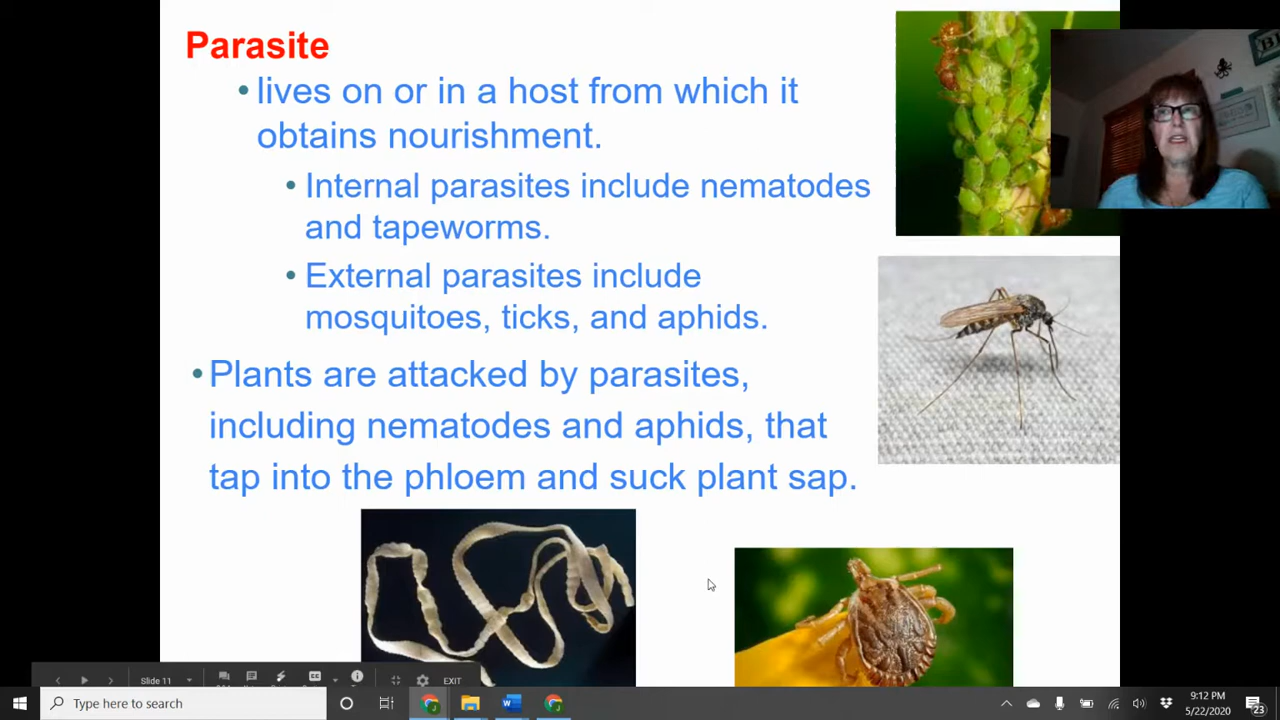 Parasite
• lives on or in a host from which it
obtains nourishment.
• Internal parasites include nematodes
and tapeworms.
• External parasites include
mosquitoes, ticks, and aphids.
• Plants are attacked by parasites,
including nematodes and aphids, that
tap into the phloem and suck plant sap.
Slide 11
EXIT
Type here to search
9:12 PM
5/22/2020
23